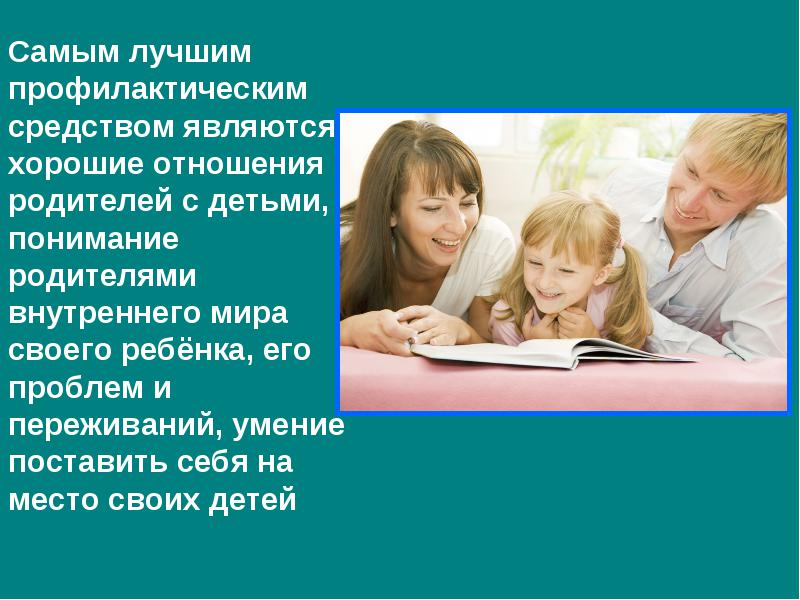 Самым лучшим
профилактическим
средством являются
хорошие отношения
родителей с детьми,
понимание
родителями
внутреннего мира
своего ребёнка, его
проблем и
переживаний, умение
поставить себя на
место своих детей